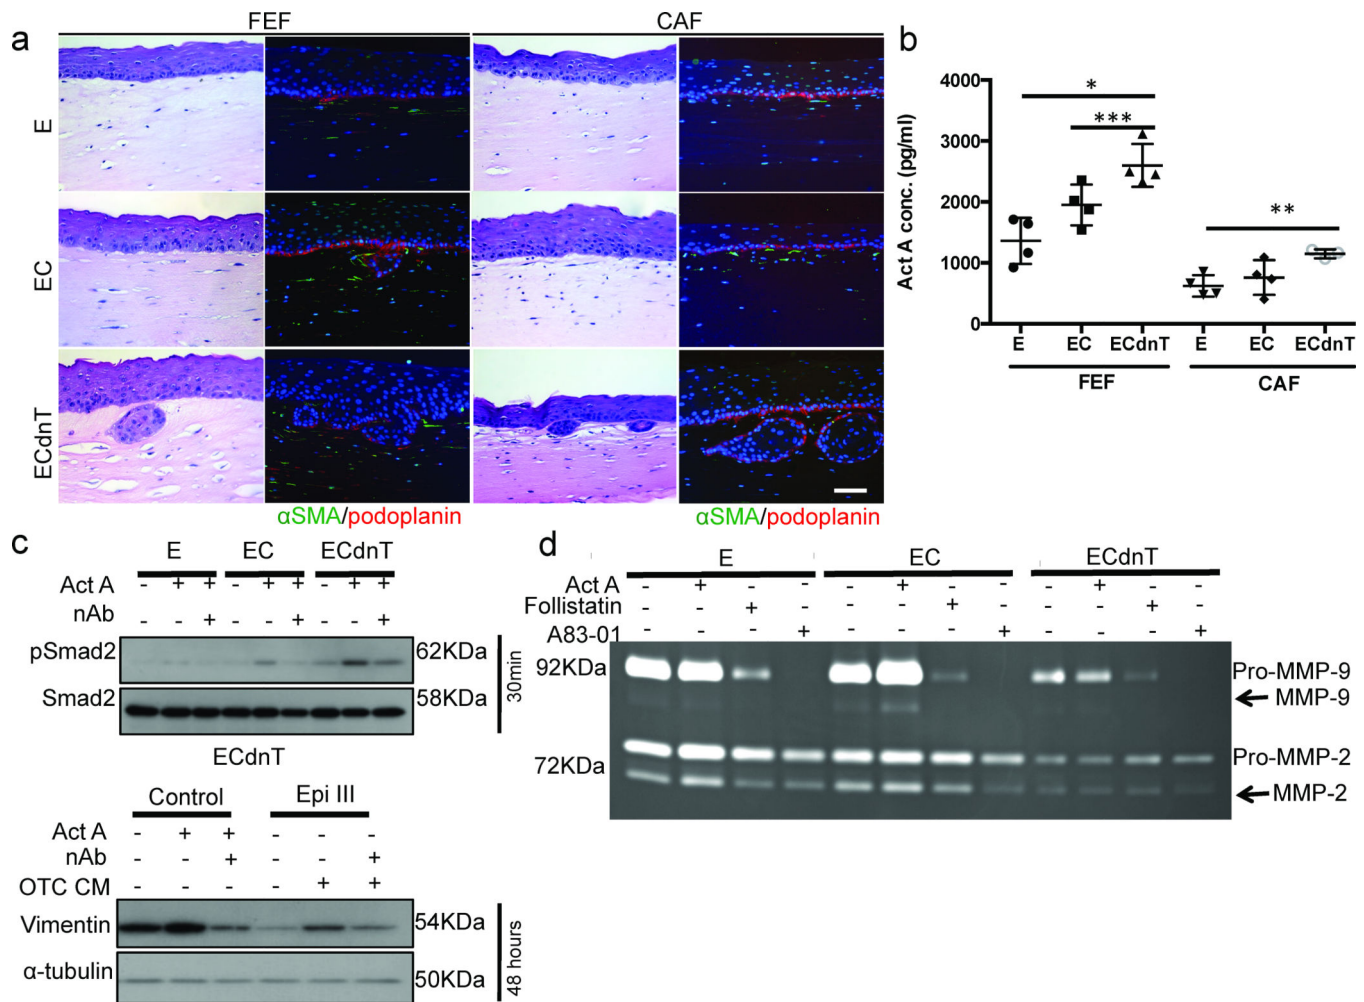 a
FEF CAF
E
EC
ECdnT
αSMA/podoplanin αSMA/podoplanin
b
Act A conc. (pg/ml)
4000
3000
2000
1000
0
*
***
**
E EC ECdnT E EC ECdnT
FEF CAF
c
E EC ECdnT
Act A - + + - + + - + +
nAb - - + - - + - - +
pSmad2 62KDa
Smad2 58KDa
30min
ECdnT
Control Epi III
Act A - + + - - -
nAb - - + - - +
OTC CM - - - - + +
Vimentin 54KDa
α-tubulin 50KDa
48 hours
d
E EC ECdnT
Act A - + - - - + - - - + - -
Follistatin - - + - - - + - - - + -
A83-01 - - - + - - - + - - - +
92KDa Pro-MMP-9
MMP-9
72KDa Pro-MMP-2
MMP-2